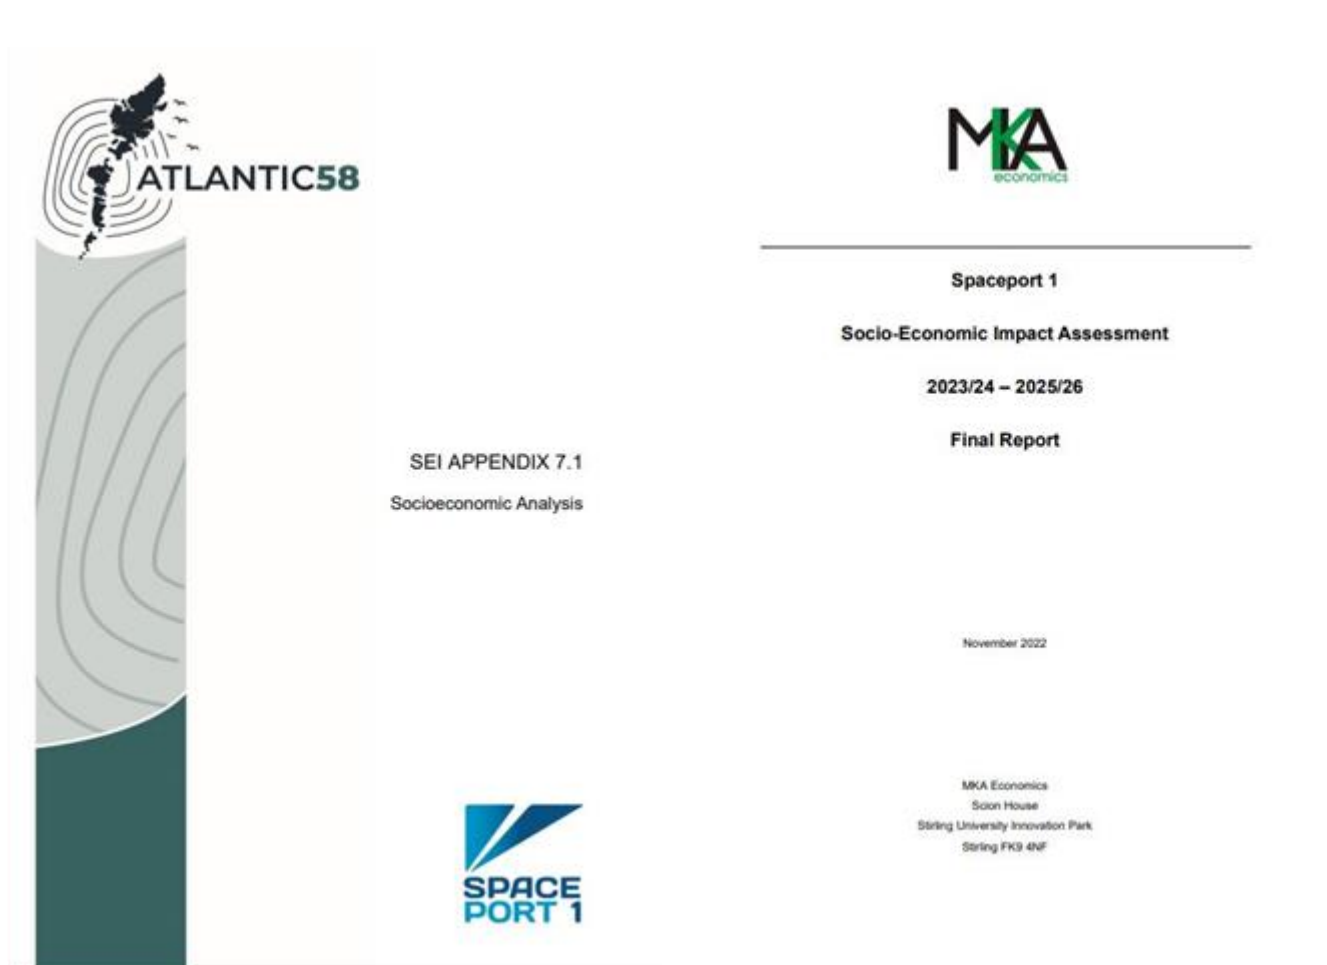 ATLANTIC58
SEI APPENDIX 7.1
Socioeconomic Analysis
SPACE
PORT 1
MKA
economics
Spaceport 1
Socio-Economic Impact Assessment
2023/24 – 2025/26
Final Report
November 2022
MKA Economics
Scion House
Stirling University Innovation Park
Stirling FK9 4NF